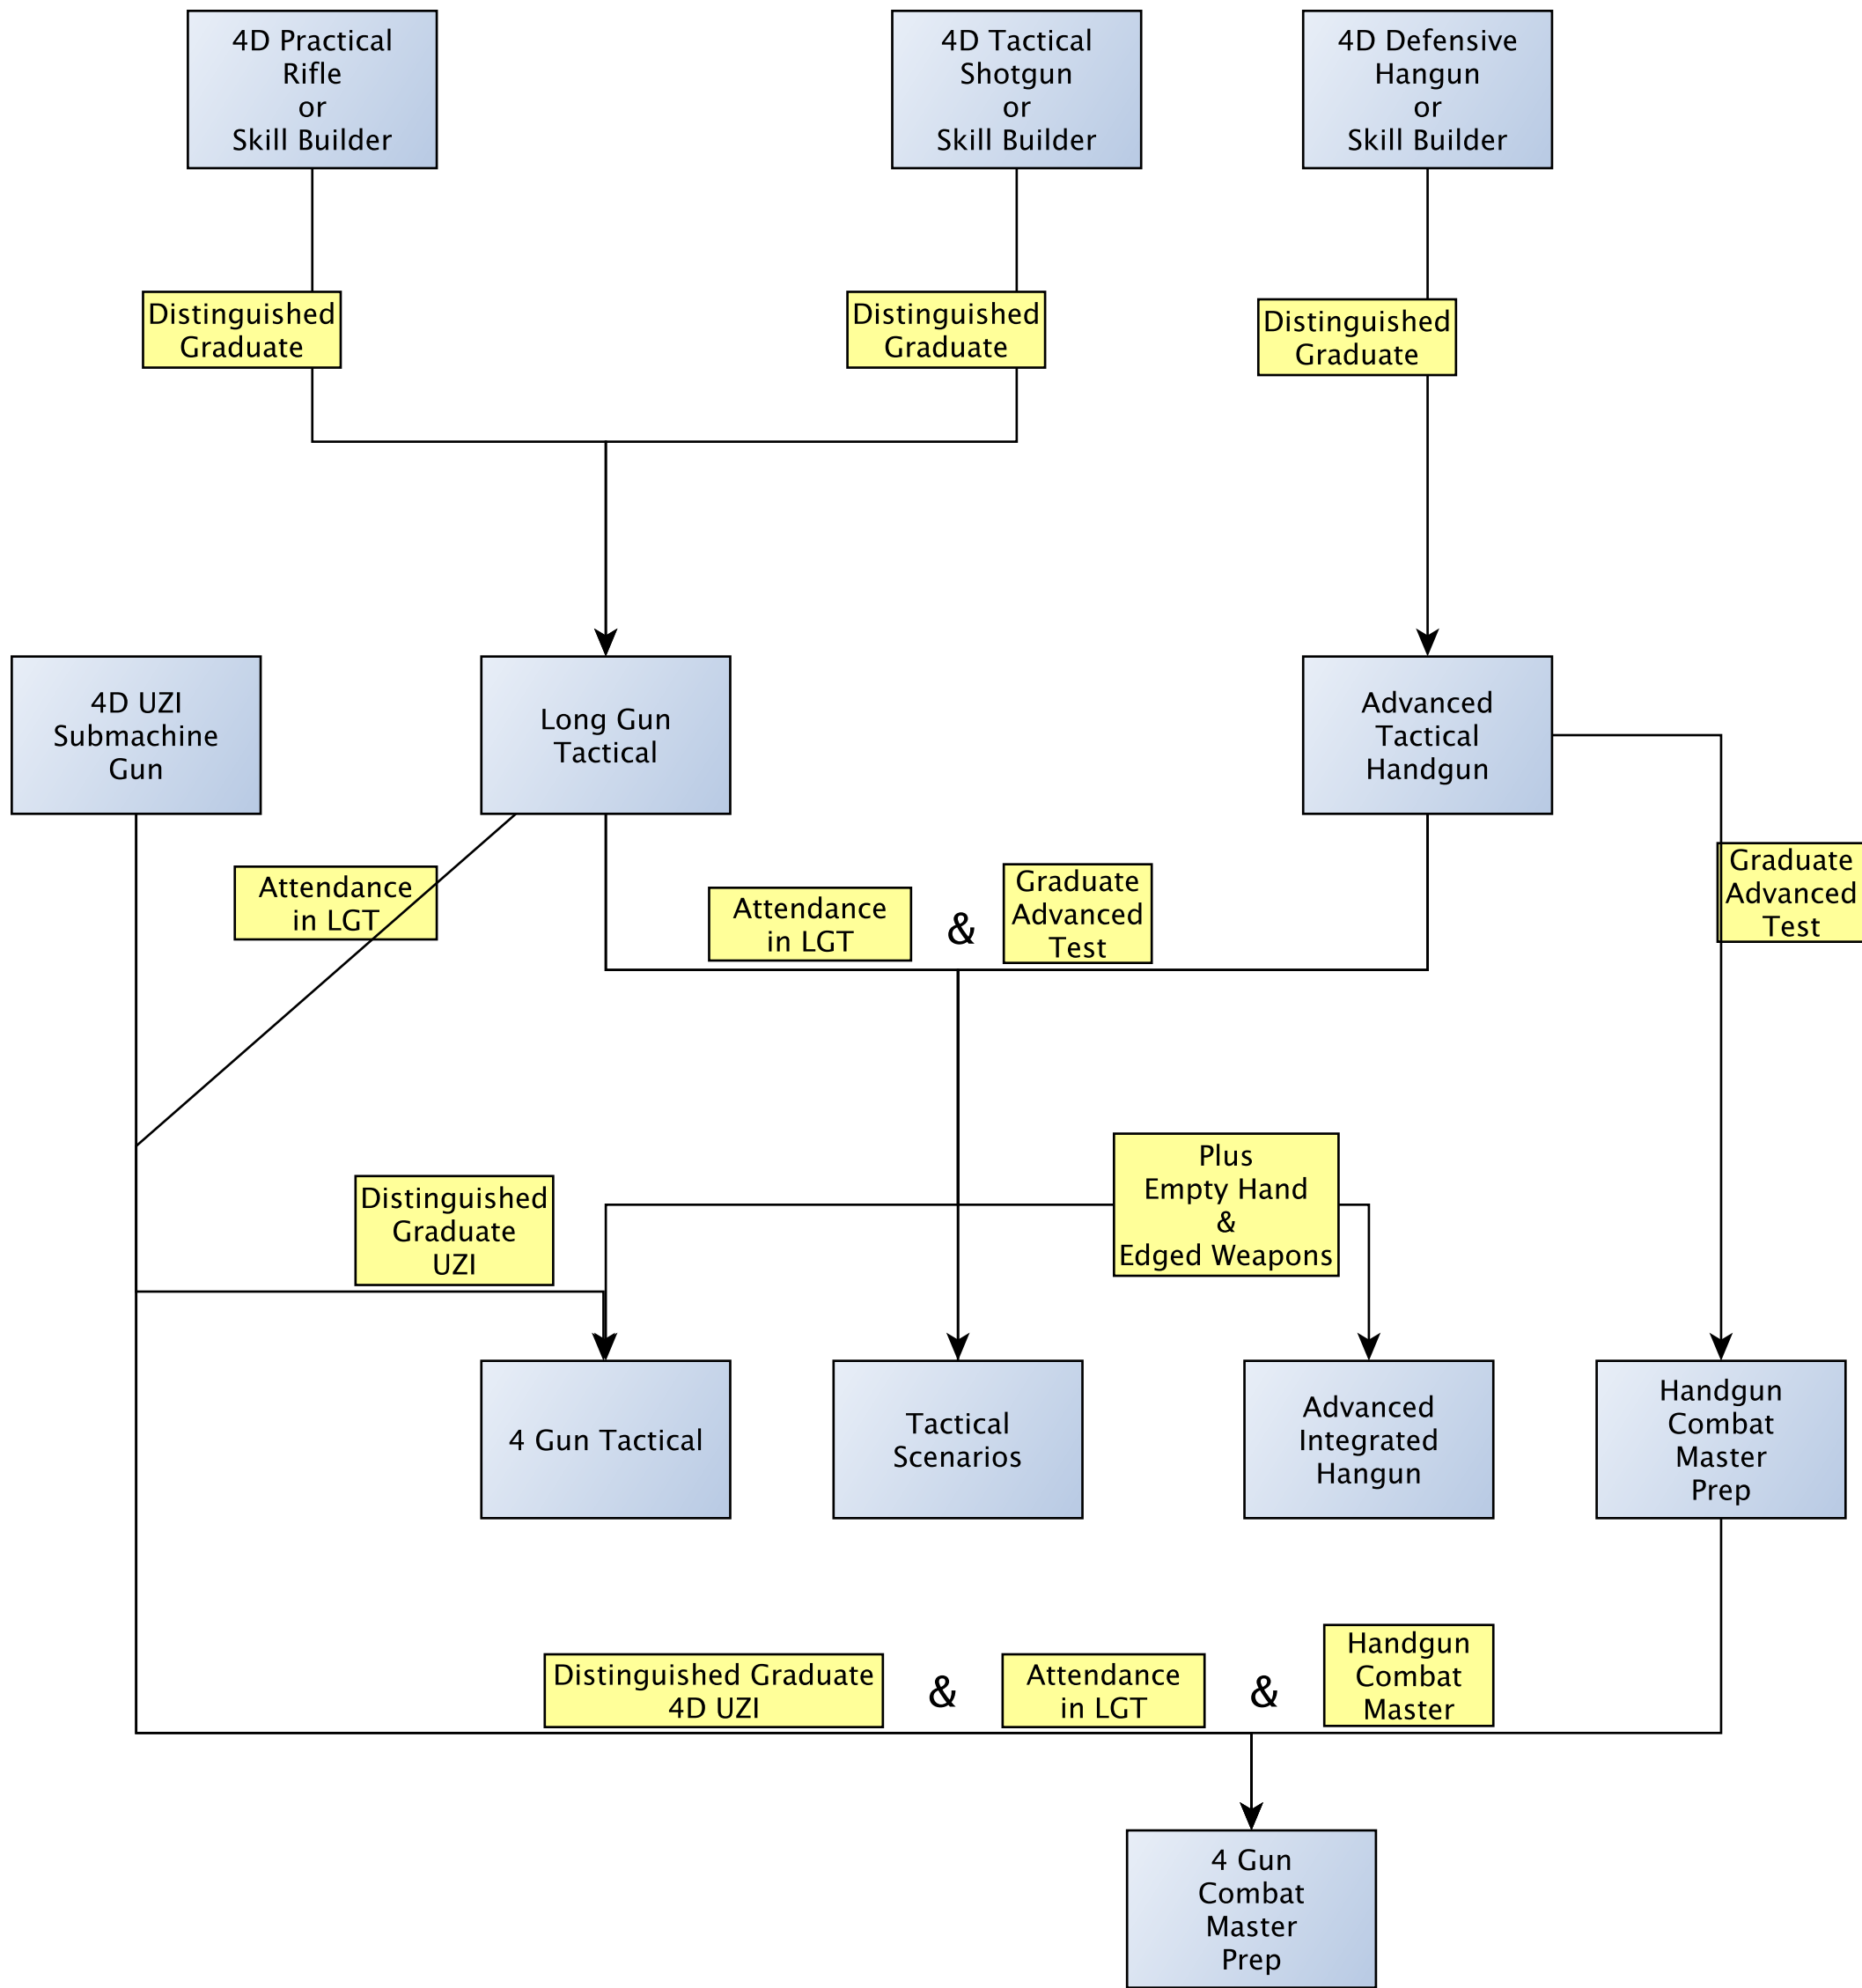 4D Practical
Rifle
or
Skill Builder
4D Tactical
Shotgun
or
Skill Builder
4D Defensive
Hangun
or
Skill Builder
Distinguished
Graduate
Distinguished
Graduate
Distinguished
Graduate
4D UZI
Submachine
Gun
Long Gun
Tactical
Advanced
Tactical
Handgun
Attendance
in LGT
Attendance
in LGT
&
Graduate
Advanced
Test
Graduate
Advanced
Test
Plus
Empty Hand
&
Edged Weapons
Distinguished
Graduate
UZI
4 Gun Tactical
Tactical
Scenarios
Advanced
Integrated
Hangun
Handgun
Combat
Master
Prep
Distinguished Graduate
4D UZI
&
Attendance
in LGT
&
Handgun
Combat
Master
4 Gun
Combat
Master
Prep